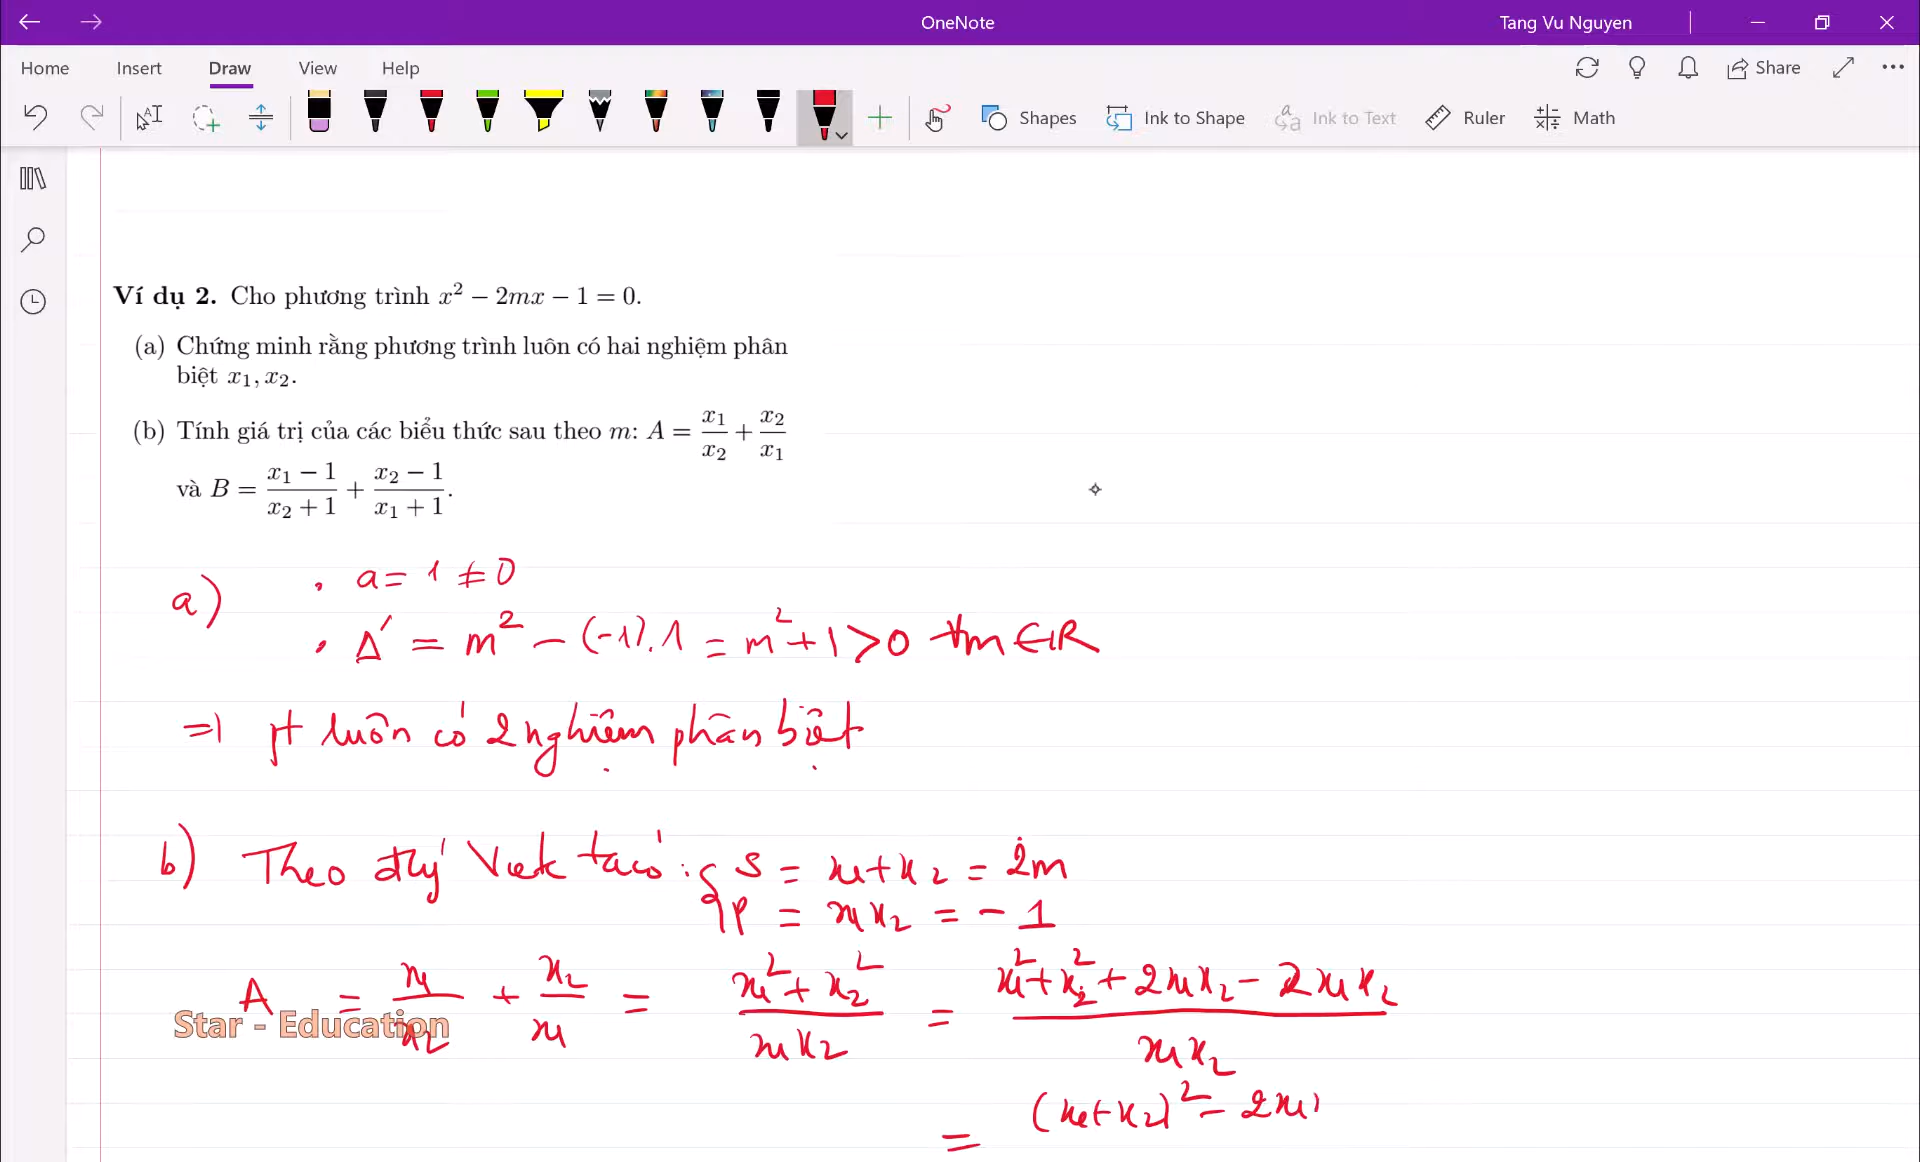 OneNote
Tang Vu Nguyen
Home Insert Draw View Help
Share
Shapes Ink to Shape Ink to Text Ruler Math
Ví dụ 2. Cho phương trình x² − 2mx − 1 = 0.
(a) Chứng minh rằng phương trình luôn có hai nghiệm phân
biệt x₁, x₂.
(b) Tính giá trị của các biểu thức sau theo m: A = x₁/x₂ + x₂/x₁
và B = (x₁ − 1)/(x₂ + 1) + (x₂ − 1)/(x₁ + 1).
a) • a = 1 ≠ 0
• Δ' = m² − (−1).1 = m² + 1 > 0 ∀m ∈ ℝ
=> pt luôn có 2 nghiệm phân biệt
b) Theo đlý Viet ta có : { S = x₁ + x₂ = 2m
P = x₁x₂ = − 1
A = x₁/x₂ + x₂/x₁ = (x₁² + x₂²)/(x₁x₂) = (x₁² + x₂² + 2x₁x₂ − 2x₁x₂)/(x₁x₂)
Star - Education
= (x₁ + x₂)² − 2x₁